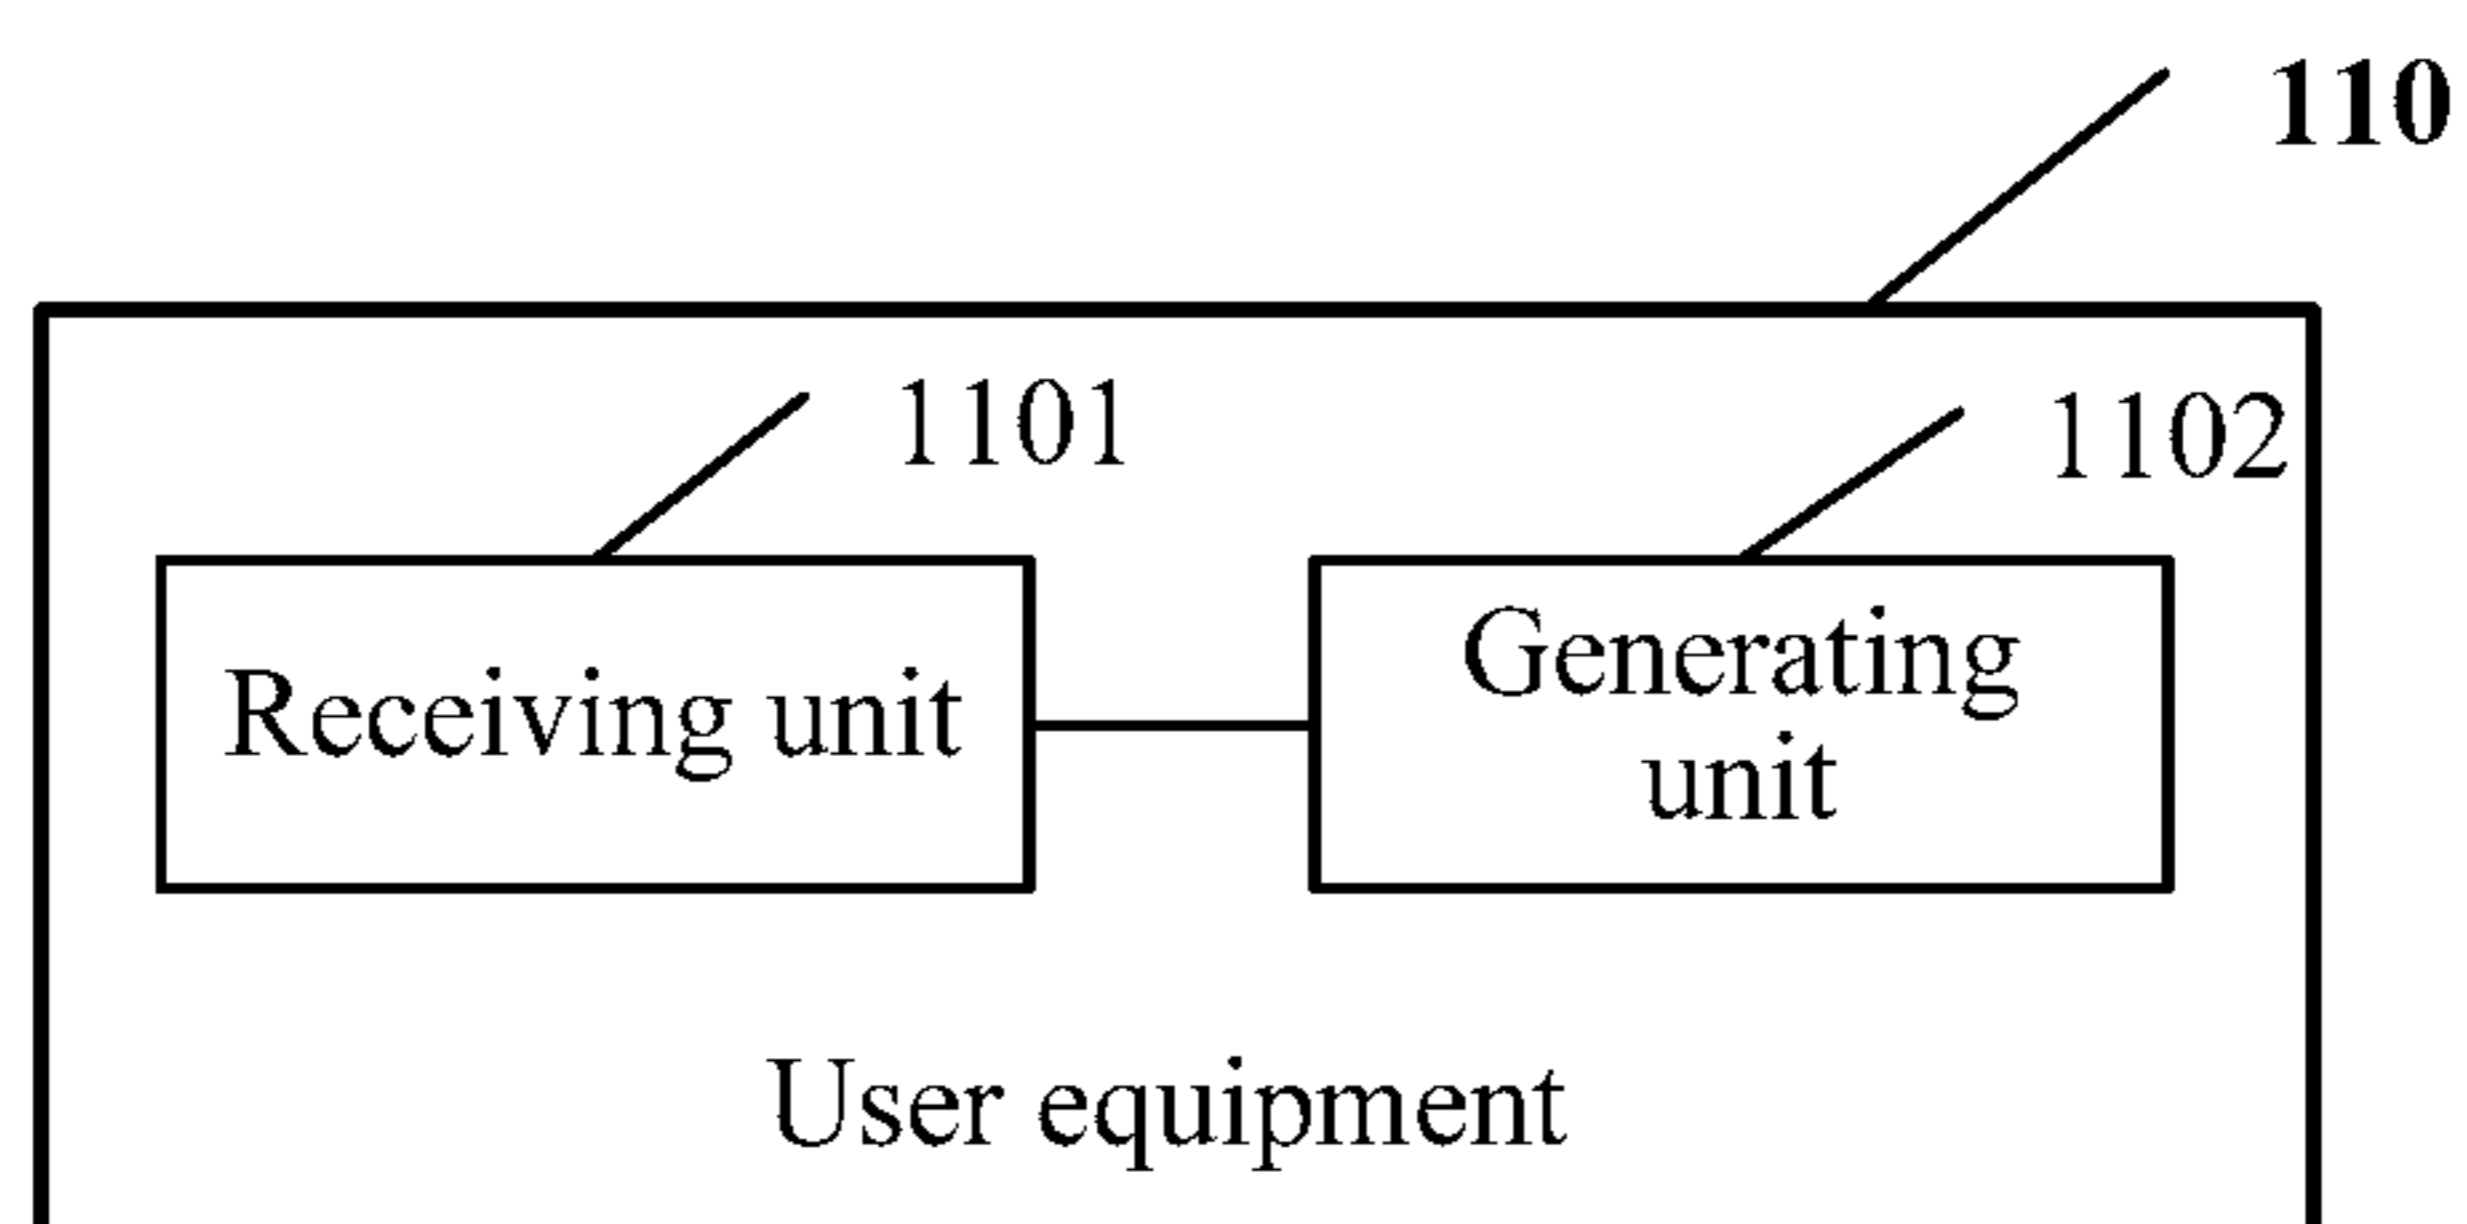 110
1101
1102
Receiving unit
Generating
unit
User equipment